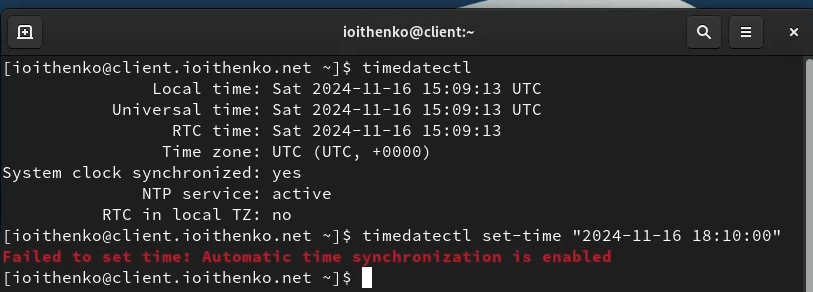 ioithenko@client:~
[ioithenko@client.ioithenko.net ~]$ timedatectl
Local time: Sat 2024-11-16 15:09:13 UTC
Universal time: Sat 2024-11-16 15:09:13 UTC
RTC time: Sat 2024-11-16 15:09:13
Time zone: UTC (UTC, +0000)
System clock synchronized: yes
NTP service: active
RTC in local TZ: no
[ioithenko@client.ioithenko.net ~]$ timedatectl set-time "2024-11-16 18:10:00"
Failed to set time: Automatic time synchronization is enabled
[ioithenko@client.ioithenko.net ~]$